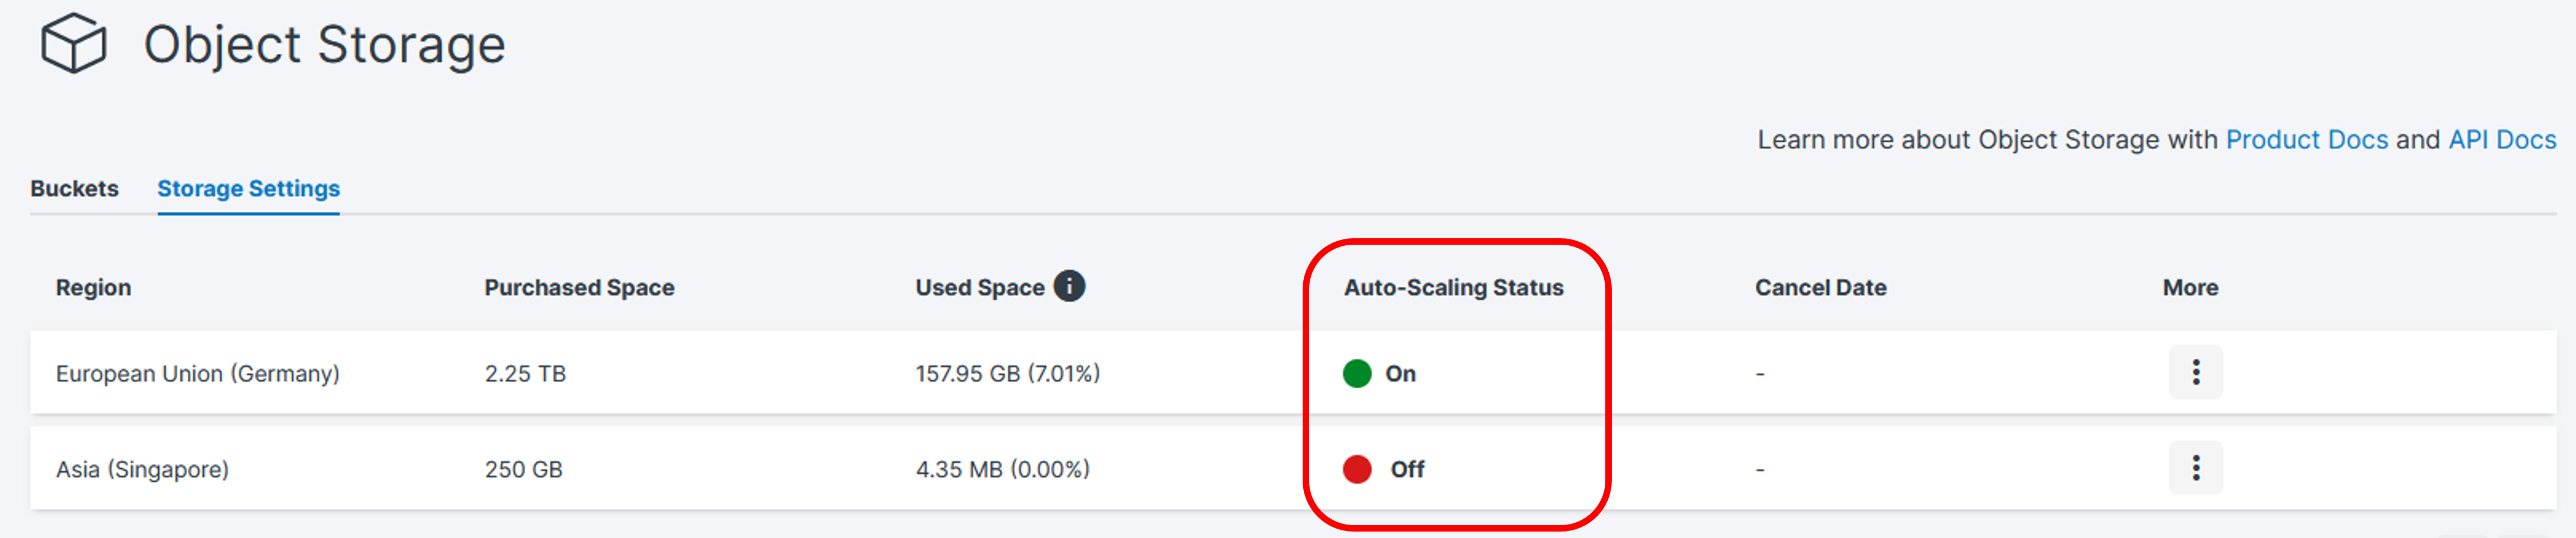 Object Storage
Learn more about Object Storage with Product Docs and API Docs
Buckets Storage Settings
Region Purchased Space Used Space i Auto-Scaling Status Cancel Date More
European Union (Germany) 2.25 TB 157.95 GB (7.01%) On -
Asia (Singapore) 250 GB 4.35 MB (0.00%) Off -